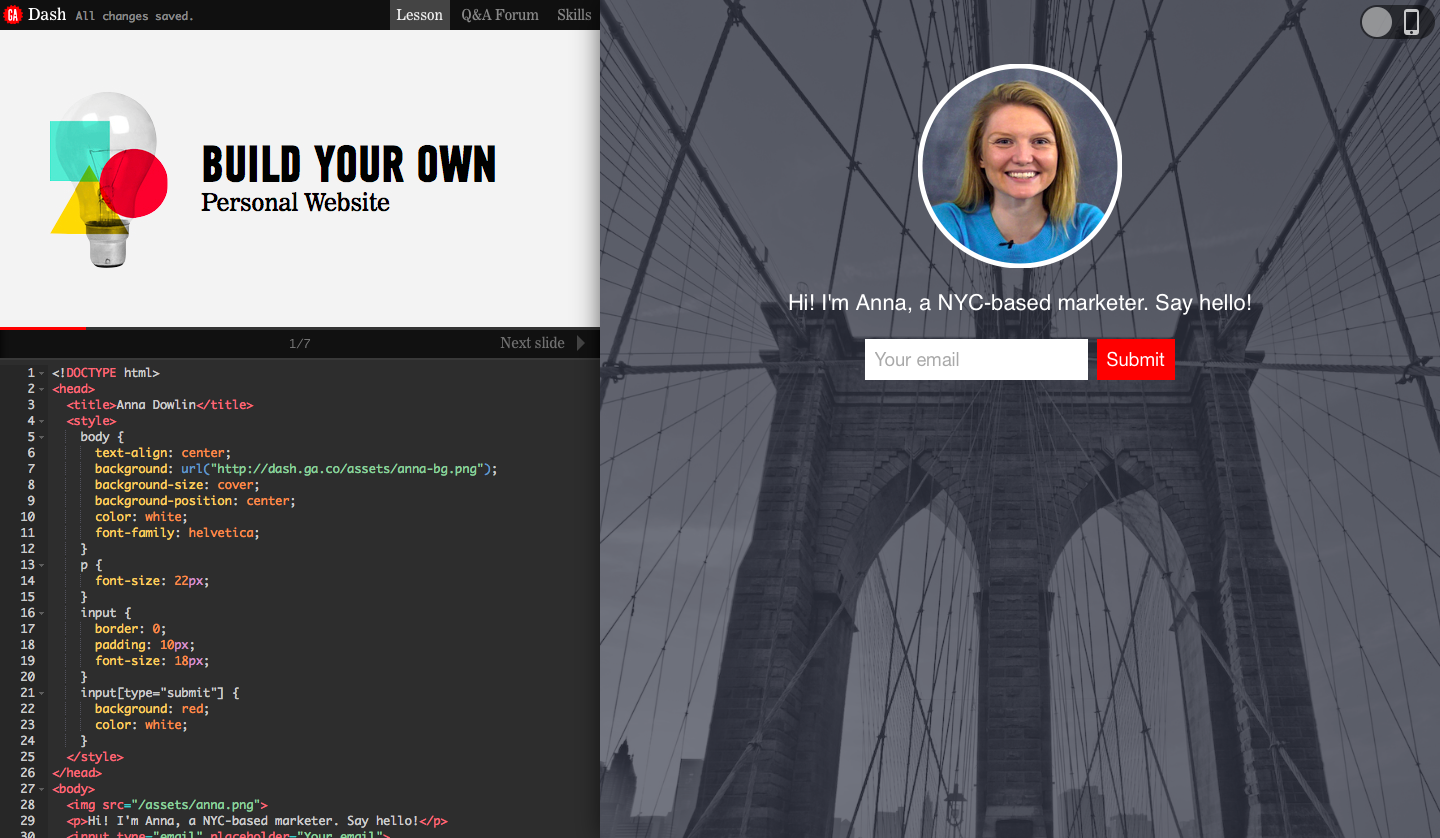 GA Dash All changes saved. Lesson Q&A Forum Skills
BUILD YOUR OWN
Personal Website
1/7 Next slide
1 <!DOCTYPE html>
2 <head>
3 <title>Anna Dowlin</title>
4 <style>
5 body {
6 text-align: center;
7 background: url("http://dash.ga.co/assets/anna-bg.png");
8 background-size: cover;
9 background-position: center;
10 color: white;
11 font-family: helvetica;
12 }
13 p {
14 font-size: 22px;
15 }
16 input {
17 border: 0;
18 padding: 10px;
19 font-size: 18px;
20 }
21 input[type="submit"] {
22 background: red;
23 color: white;
24 }
25 </style>
26 </head>
27 <body>
28 <img src="/assets/anna.png">
29 <p>Hi! I'm Anna, a NYC-based marketer. Say hello!</p>
30 <input type="email" placeholder="Your email">
Hi! I'm Anna, a NYC-based marketer. Say hello!
Your email Submit